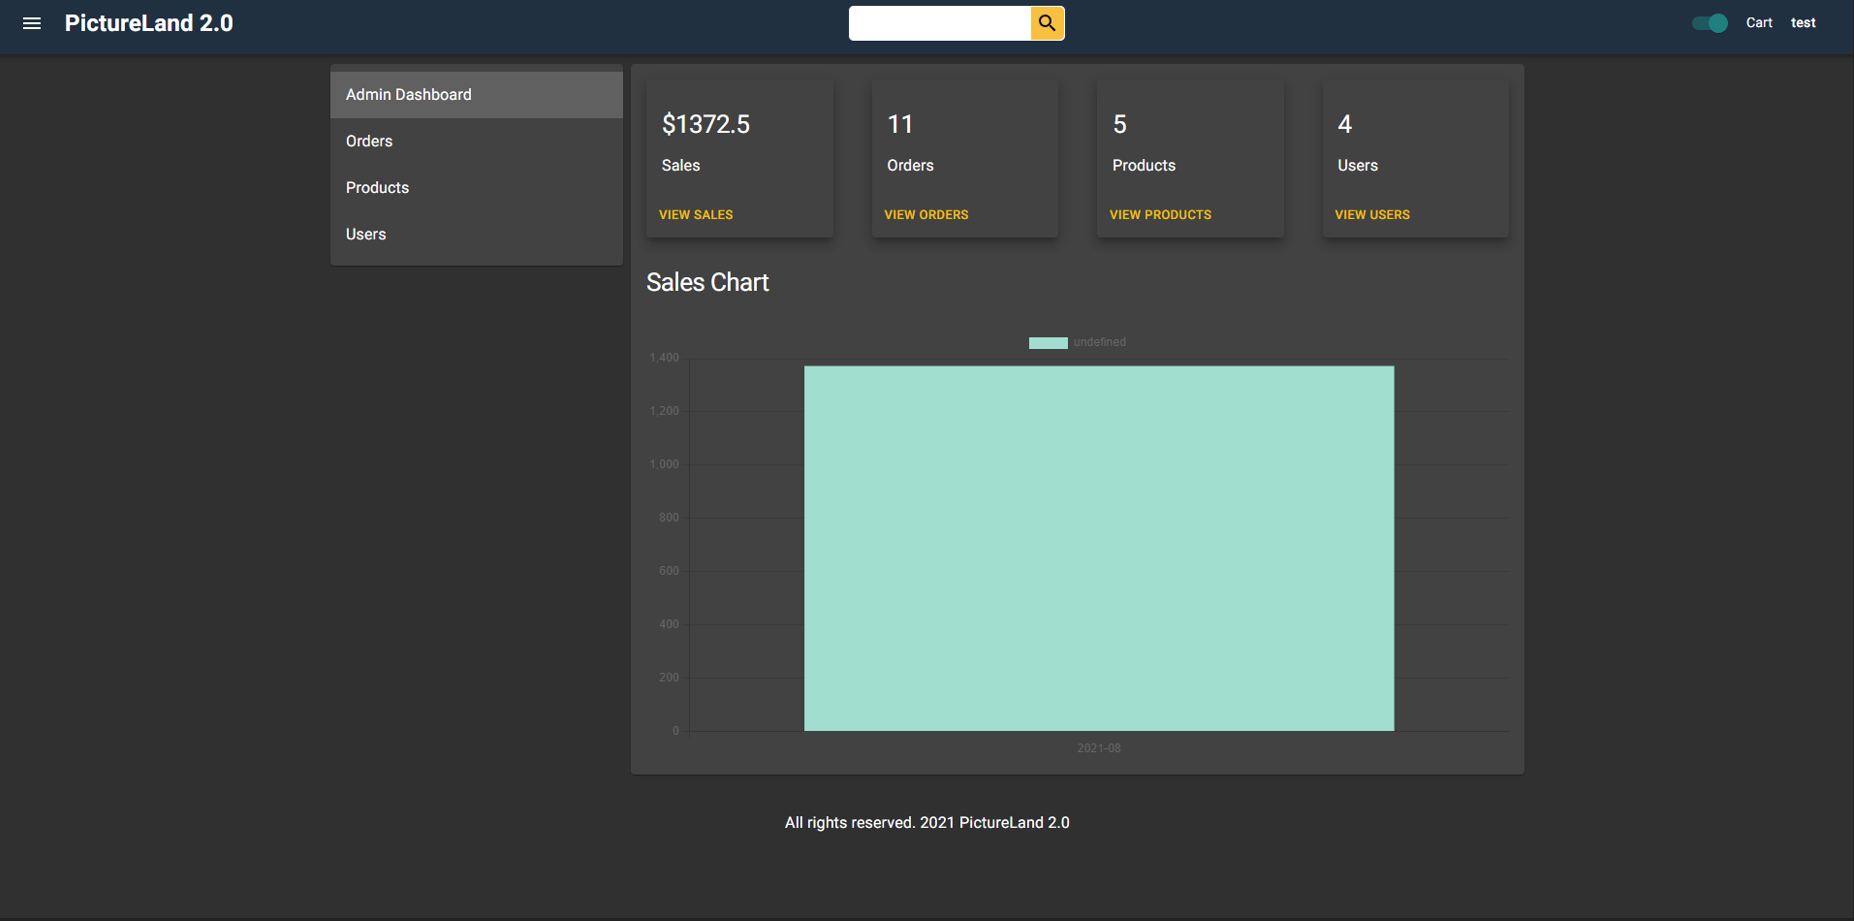 PictureLand 2.0
Cart
test
Admin Dashboard
Orders
Products
Users
$1372.5
Sales
VIEW SALES
11
Orders
VIEW ORDERS
5
Products
VIEW PRODUCTS
4
Users
VIEW USERS
Sales Chart
undefined
1,400
1,200
1,000
800
600
400
200
0
2021-08
All rights reserved. 2021 PictureLand 2.0